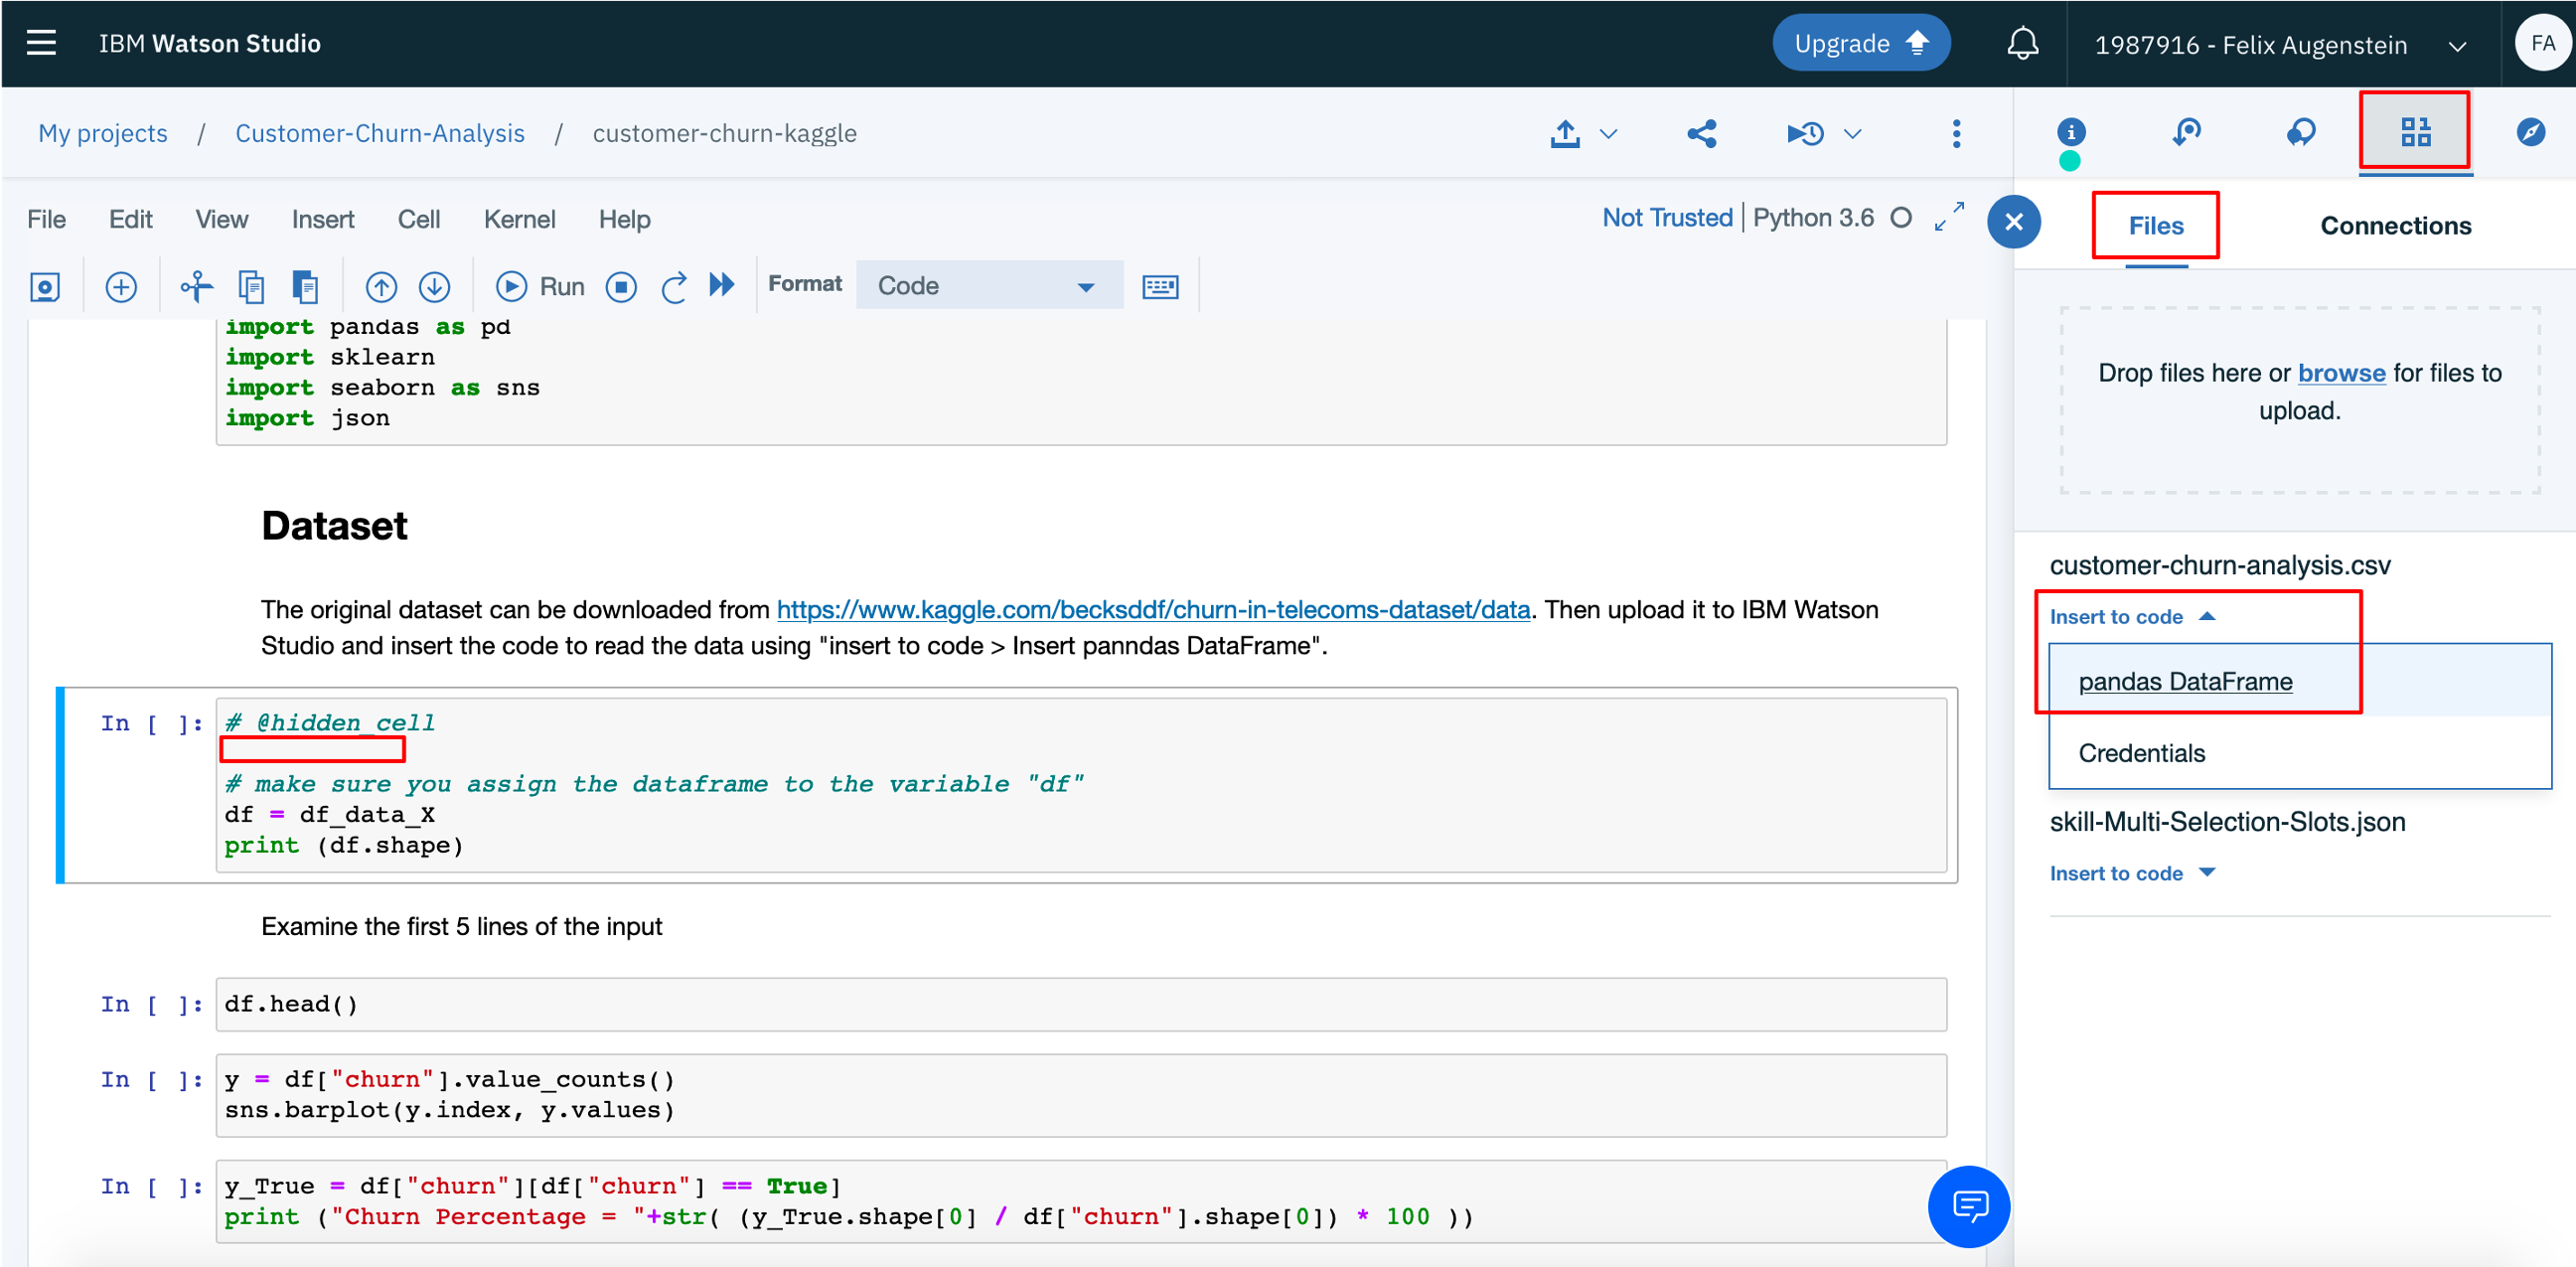 IBM Watson Studio
Upgrade
1987916 - Felix Augenstein
FA
My projects / Customer-Churn-Analysis / customer-churn-kaggle
File Edit View Insert Cell Kernel Help
Not Trusted | Python 3.6
Run
Format
Code
import pandas as pd
import sklearn
import seaborn as sns
import json
Dataset
The original dataset can be downloaded from https://www.kaggle.com/becksddf/churn-in-telecoms-dataset/data. Then upload it to IBM Watson
Studio and insert the code to read the data using "insert to code > Insert panndas DataFrame".
In [ ]: # @hidden_cell
# make sure you assign the dataframe to the variable "df"
df = df_data_X
print (df.shape)
Examine the first 5 lines of the input
In [ ]: df.head()
In [ ]: y = df["churn"].value_counts()
sns.barplot(y.index, y.values)
In [ ]: y_True = df["churn"][df["churn"] == True]
print ("Churn Percentage = "+str( (y_True.shape[0] / df["churn"].shape[0]) * 100 ))
Files
Connections
Drop files here or browse for files to
upload.
customer-churn-analysis.csv
Insert to code
pandas DataFrame
Credentials
skill-Multi-Selection-Slots.json
Insert to code